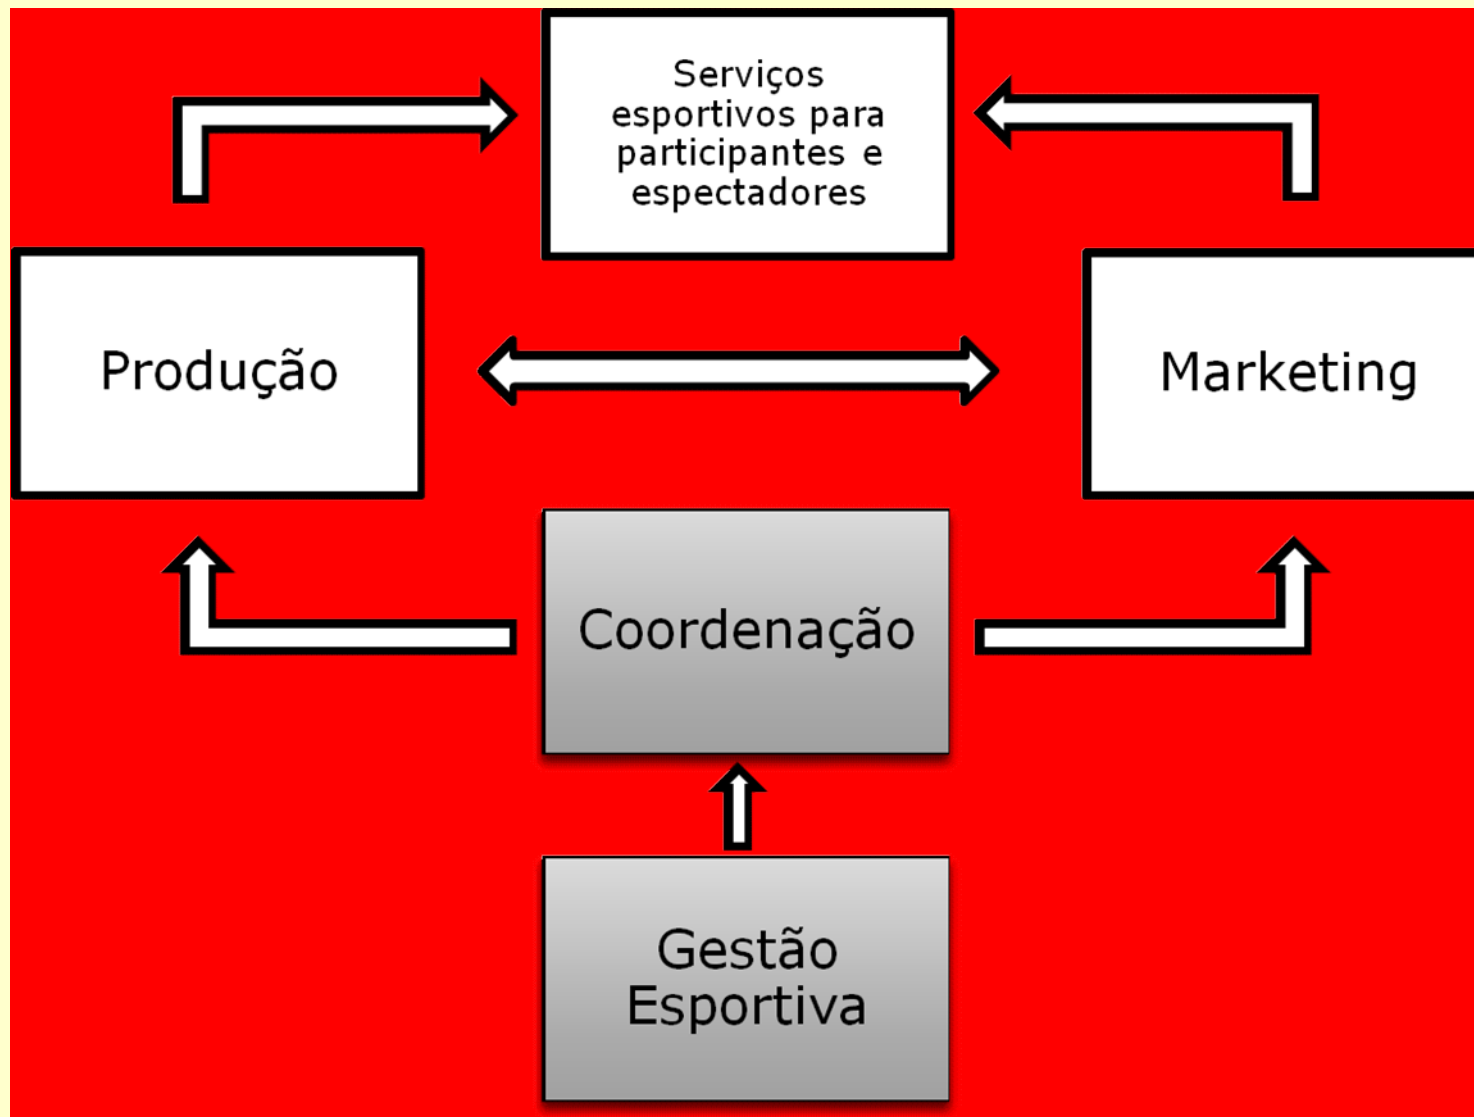 Serviços
esportivos para
participantes e
espectadores
Produção
Marketing
Coordenação
Gestão
Esportiva